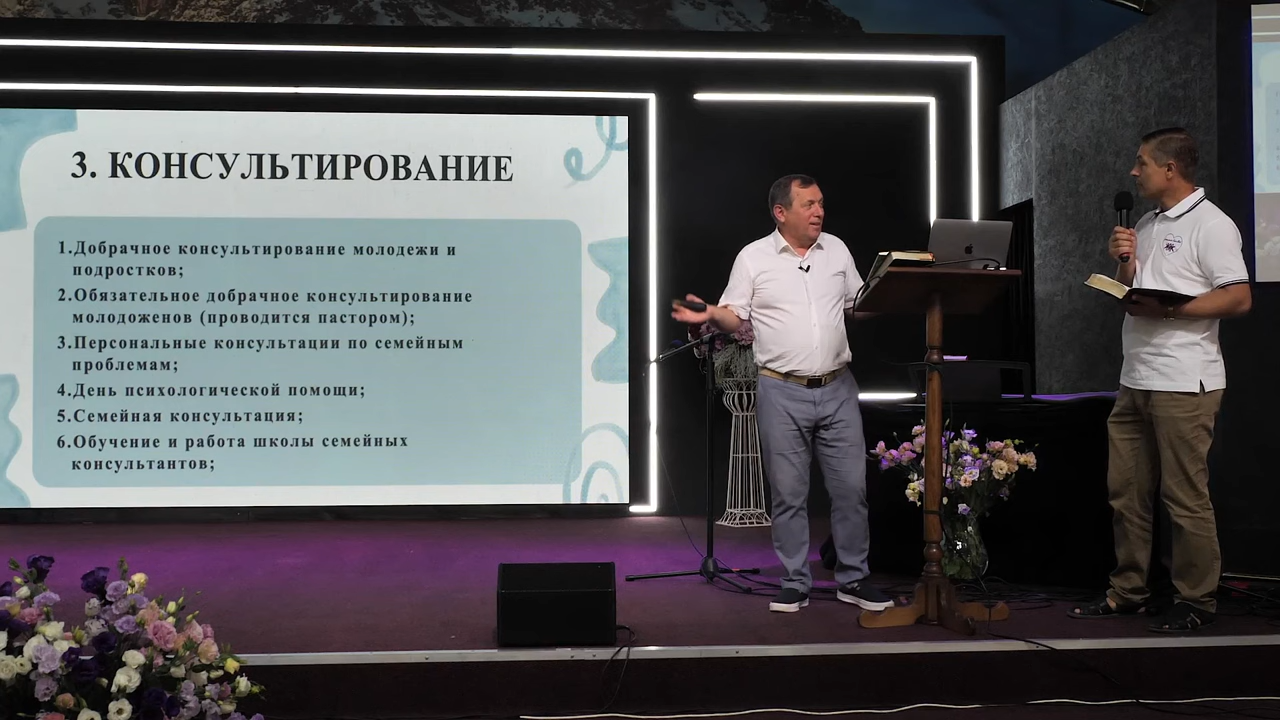 3. КОНСУЛЬТИРОВАНИЕ
1.Добрачное консультирование молодежи и
подростков;
2.Обязательное добрачное консультирование
молодоженов (проводится пастором);
3.Персональные консультации по семейным
проблемам;
4.День психологической помощи;
5.Семейная консультация;
6.Обучение и работа школы семейных
консультантов;